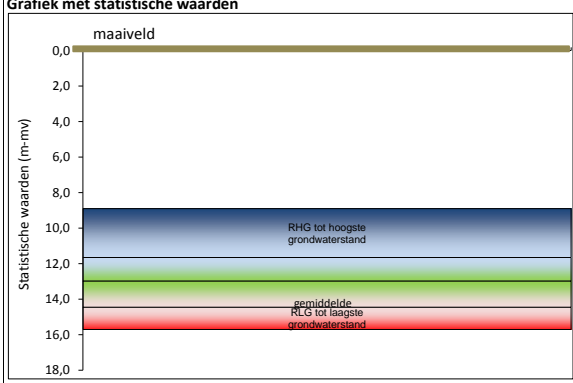 Grafiek met statistische waarden
maaiveld
0,0
2,0
4,0
6,0
8,0
10,0
12,0
14,0
16,0
18,0
Statistische waarden (m-mv)
RHG tot hoogste
grondwaterstand
gemiddelde
RLG tot laagste
grondwaterstand